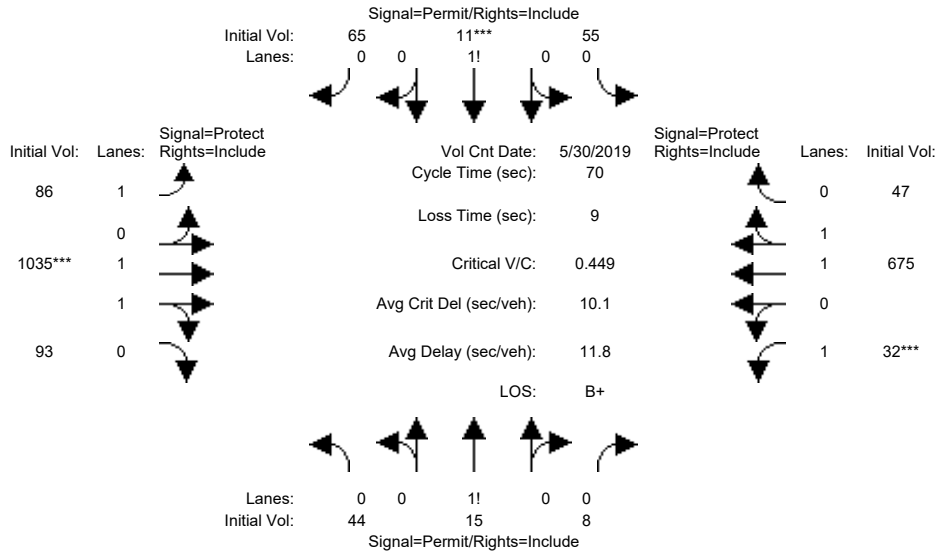 Signal=Permit/Rights=Include
Initial Vol: 65 11*** 55
Lanes: 0 0 1! 0 0
Signal=Protect
Initial Vol: Lanes: Rights=Include
Vol Cnt Date: 5/30/2019
Signal=Protect
Rights=Include Lanes: Initial Vol:
Cycle Time (sec): 70
86 1
0 47
Loss Time (sec): 9
0
1
1035*** 1
Critical V/C: 0.449
1 675
1
Avg Crit Del (sec/veh): 10.1
0
93 0
Avg Delay (sec/veh): 11.8
1 32***
LOS: B+
Lanes: 0 0 1! 0 0
Initial Vol: 44 15 8
Signal=Permit/Rights=Include